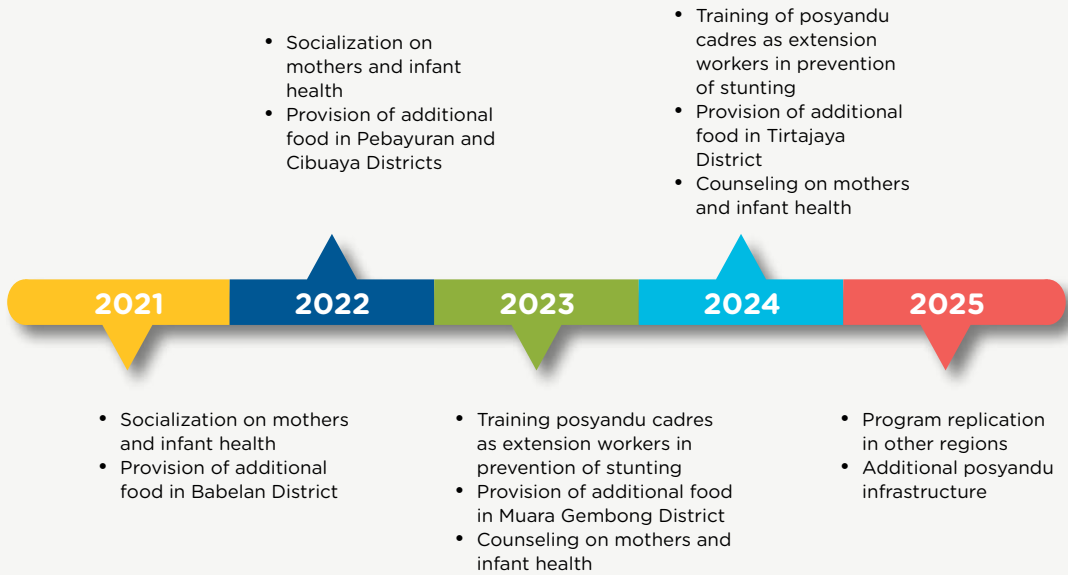 • Socialization on
mothers and infant
health
• Provision of additional
food in Pebayuran and
Cibuaya Districts
• Training of posyandu
cadres as extension
workers in prevention
of stunting
• Provision of additional
food in Tirtajaya
District
• Counseling on mothers
and infant health
2021
2022
2023
2024
2025
• Socialization on mothers
and infant health
• Provision of additional
food in Babelan District
• Training posyandu cadres
as extension workers in
prevention of stunting
• Provision of additional food
in Muara Gembong District
• Counseling on mothers and
infant health
• Program replication
in other regions
• Additional posyandu
infrastructure